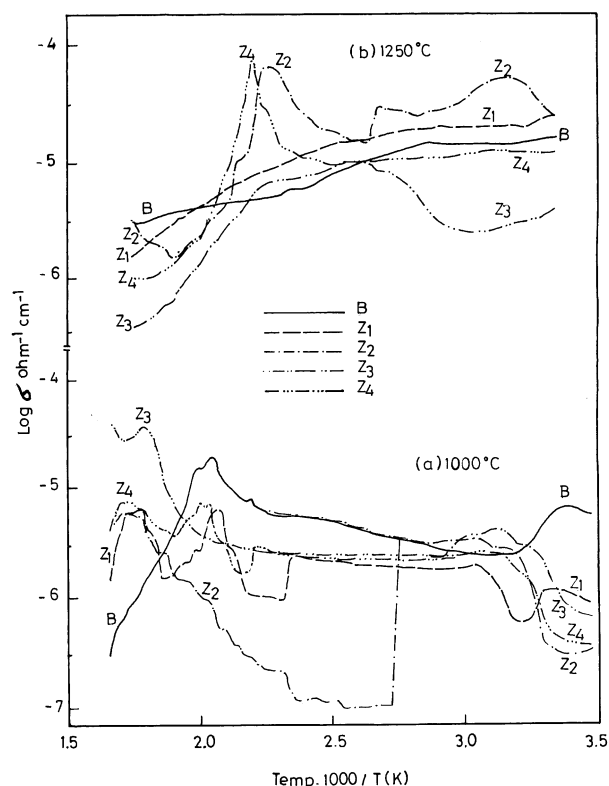 -4
Z4
Z2
(b) 1250°C
Z2
Z1
-5
B
Z4
B
Z2
Z1
Z4
Z3
-6
Z3
B
Z1
Z2
Z3
Z4
Log σ ohm⁻¹ cm⁻¹
-4
Z3
(a) 1000°C
-5
Z4
B
Z1
Z2
-6
Z1
Z3
Z4
Z2
B
-7
1.5
2.0
2.5
3.0
3.5
Temp. 1000 / T(K)